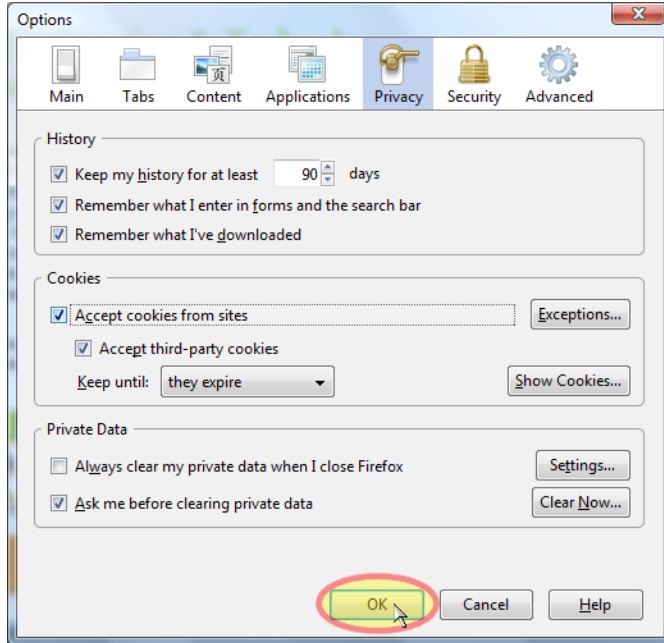 Options
Main Tabs Content Applications Privacy Security Advanced
页
History
Keep my history for at least 90 days
Remember what I enter in forms and the search bar
Remember what I've downloaded
Cookies
Accept cookies from sites Exceptions...
Accept third-party cookies
Keep until: they expire Show Cookies...
Private Data
Always clear my private data when I close Firefox Settings...
Ask me before clearing private data Clear Now...
OK Cancel Help